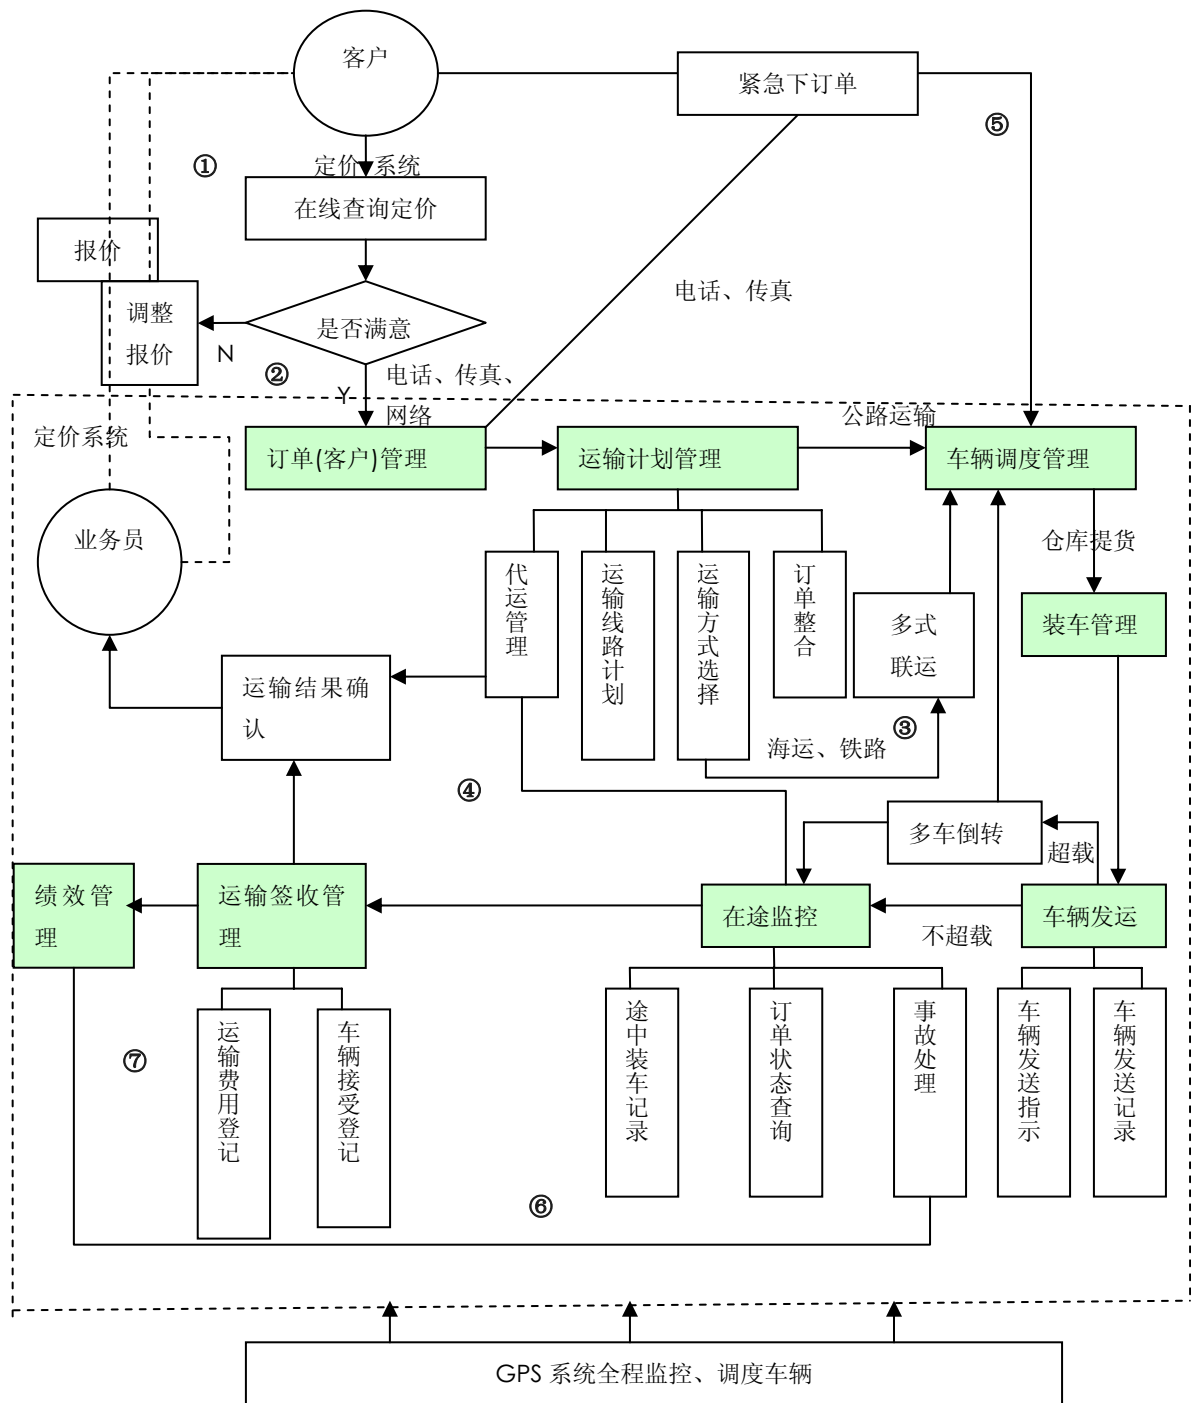 客户
紧急下订单
⑤
①
定价 系统
在线查询定价
报价
电话、传真
调整
报价
是否满意
N
②
Y
电话、传真、
网络
公路运输
定价系统
订单(客户)管理
运输计划管理
车辆调度管理
业务员
仓库提货
代运管理
运输线路计划
运输方式选择
订单整合
多式
联运
装车管理
运输结果确
认
③
海运、铁路
④
多车倒转
超载
绩效管
理
运输签收管
理
在途监控
车辆发运
不超载
途中装车记录
订单状态查询
事故处理
车辆发送指示
车辆发送记录
运输费用登记
车辆接受登记
⑦
⑥
GPS 系统全程监控、调度车辆